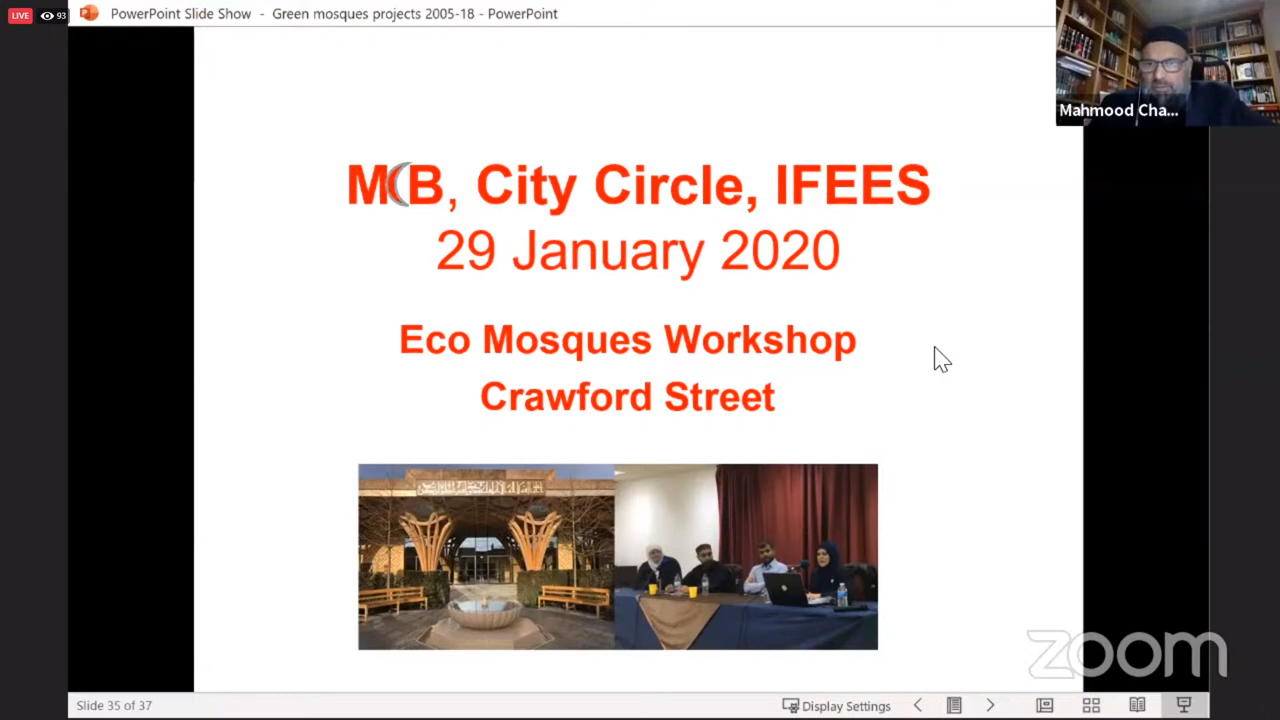 LIVE 93 PowerPoint Slide Show - Green mosques projects 2005-18 - PowerPoint
Mahmood Cha...
MCB, City Circle, IFEES
29 January 2020
Eco Mosques Workshop
Crawford Street
zoom
Slide 35 of 37
Display Settings